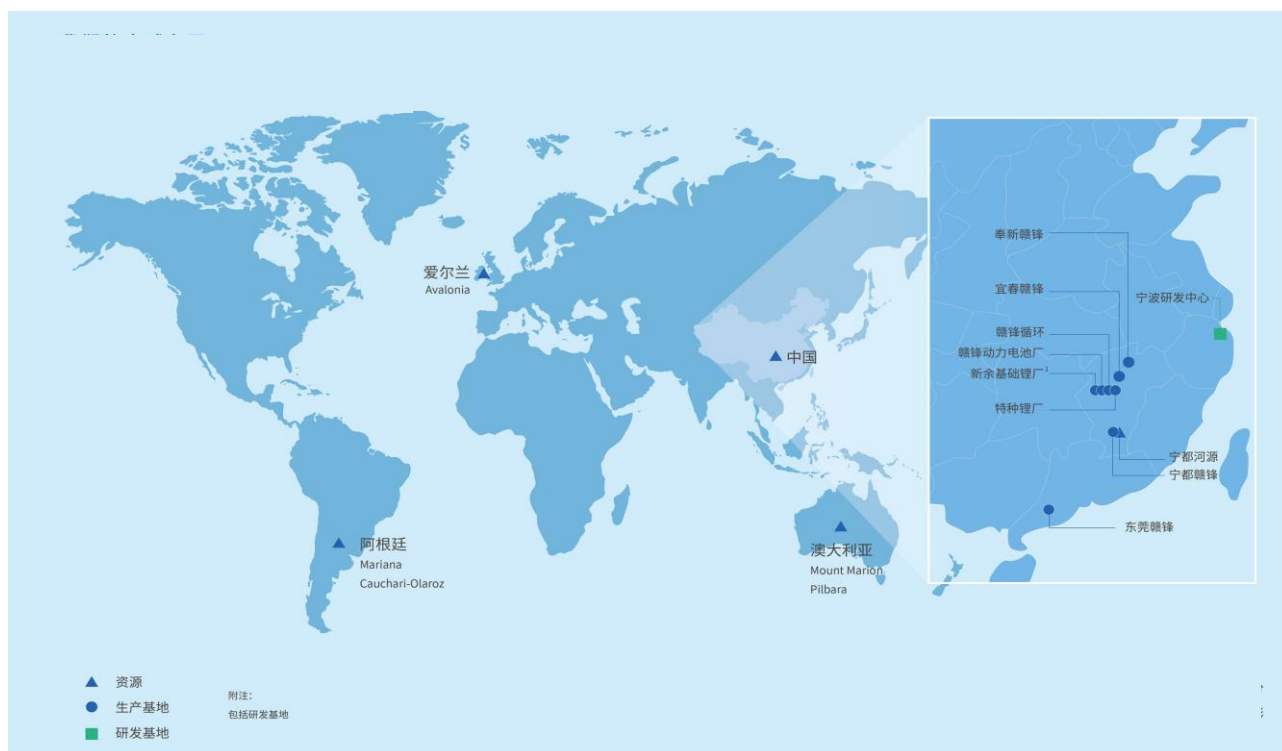 爱尔兰
Avalonia
中国
阿根廷
Mariana
Cauchari-Olaroz
澳大利亚
Mount Marion
Pilbara
奉新赣锋
宜春赣锋
宁波研发中心
赣锋循环
赣锋动力电池厂
新余基础锂厂¹
特种锂厂
宁都河源
宁都赣锋
东莞赣锋
资源
生产基地
研发基地
附注：
包括研发基地